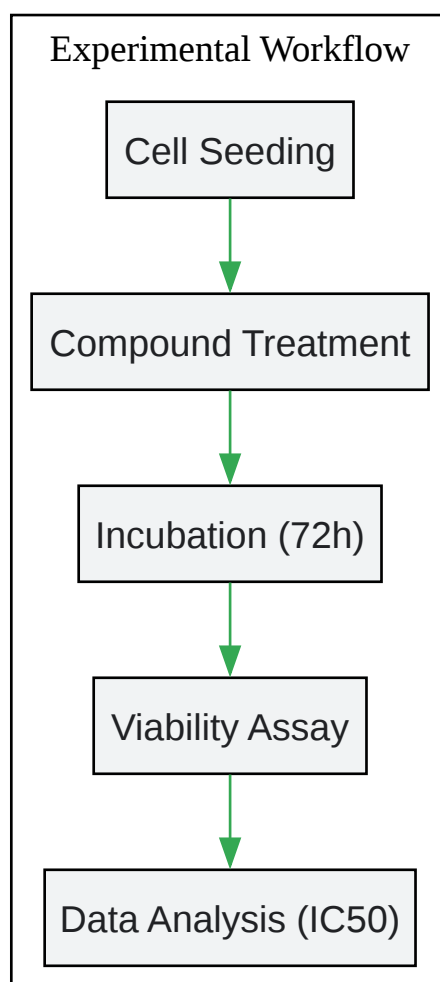 Experimental Workflow
Cell Seeding
Compound Treatment
Incubation (72h)
Viability Assay
Data Analysis (IC50)